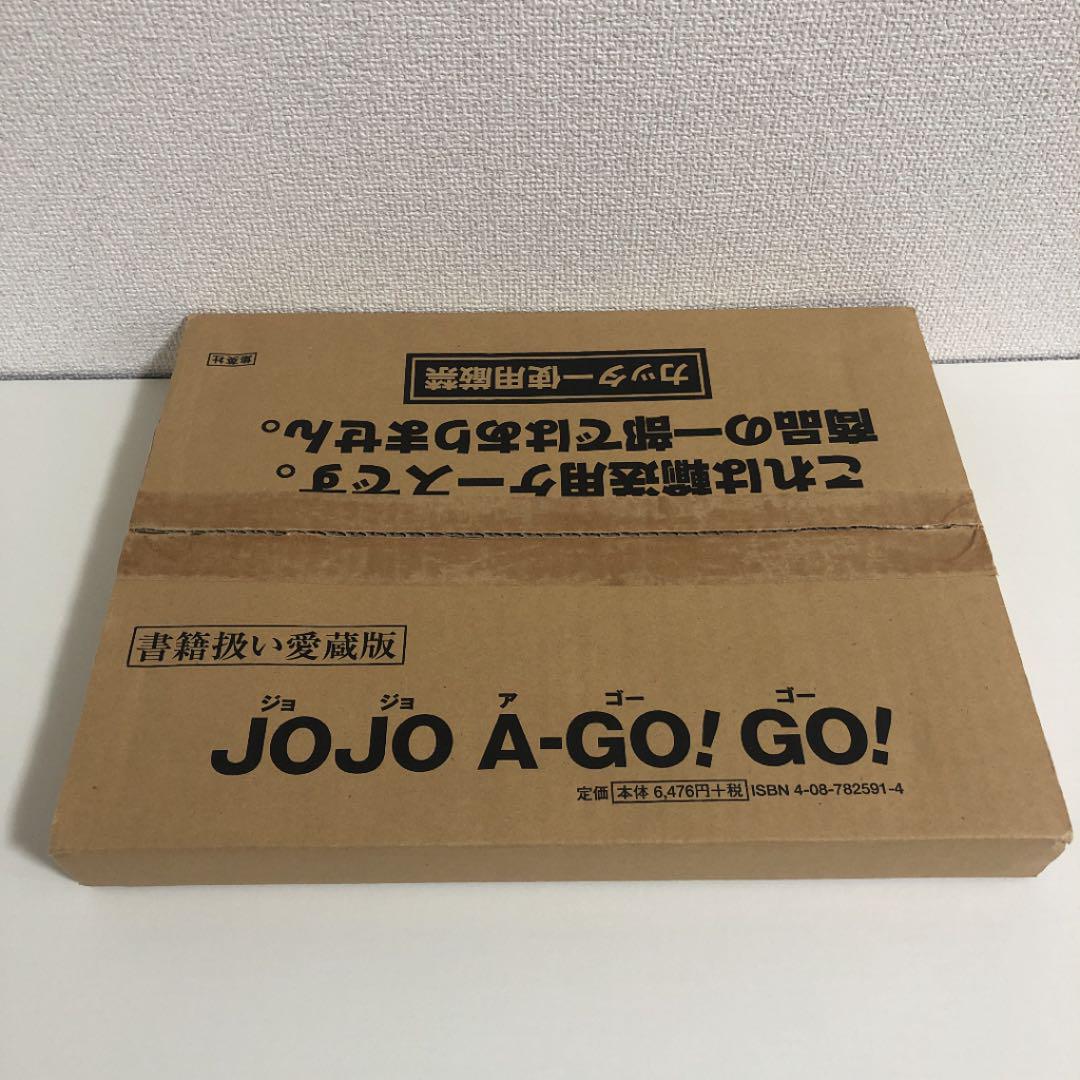 集英社
カッター使用厳禁
商品の一部ではありません。
これは輸送用ケースです。
書籍扱い愛蔵版
ジョ ジョ ア ゴー ゴー
JOJO A-GO! GO!
定価 本体 6,476円+税 ISBN 4-08-782591-4